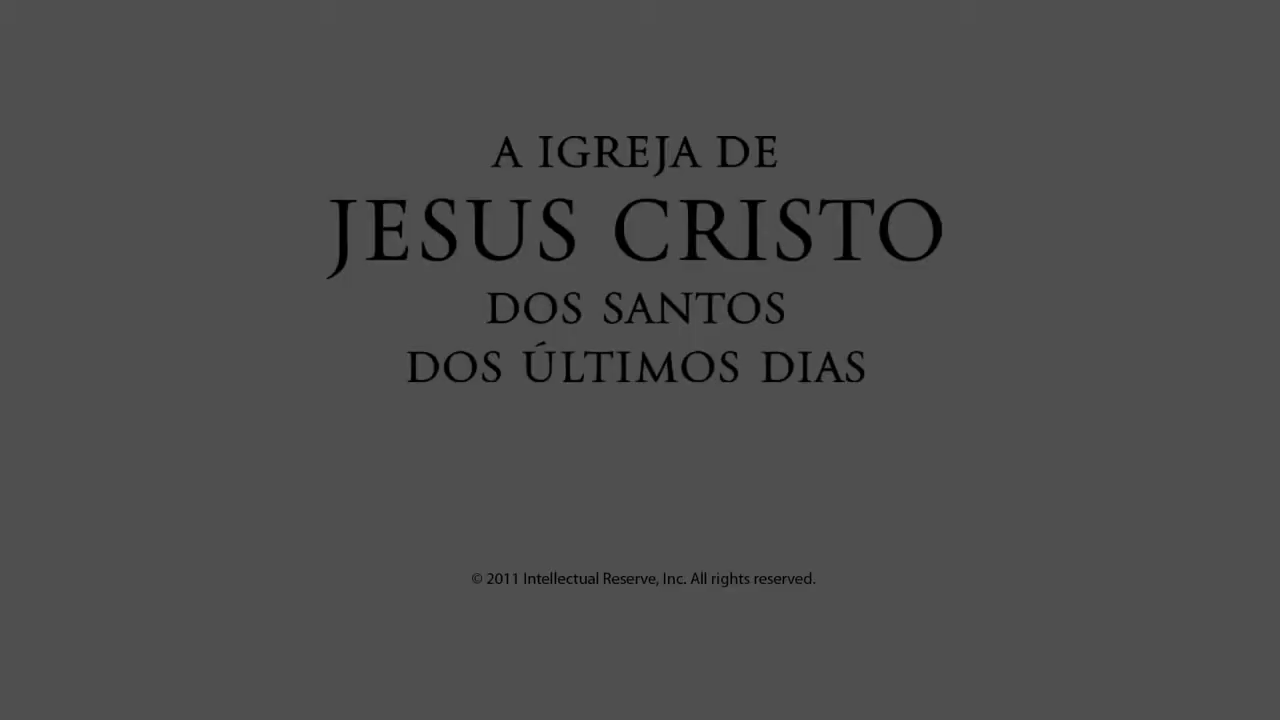 A IGREJA DE
JESUS CRISTO
DOS SANTOS
DOS ÚLTIMOS DIAS
© 2011 Intellectual Reserve, Inc. All rights reserved.